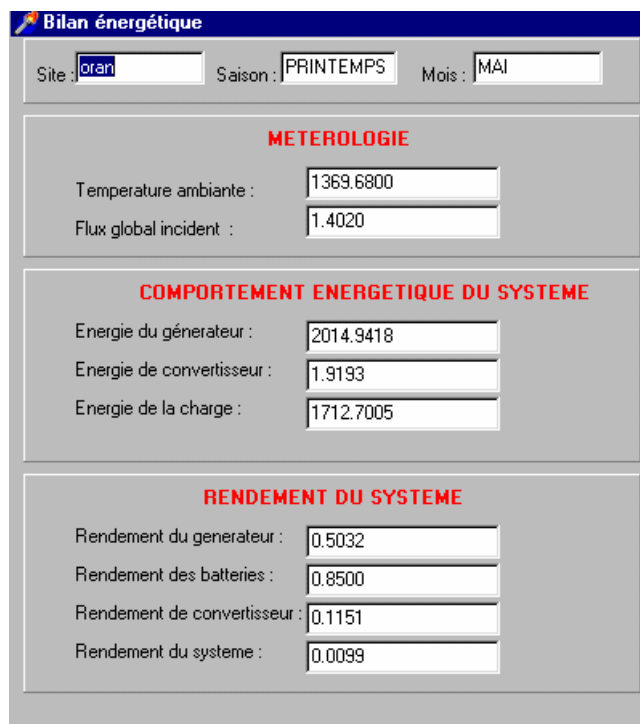 Bilan énergétique
Site : oran Saison : PRINTEMPS Mois : MAI
METEROLOGIE
Temperature ambiante : 1369.6800
Flux global incident : 1.4020
COMPORTEMENT ENERGETIQUE DU SYSTEME
Energie du génerateur : 2014.9418
Energie de convertisseur : 1.9193
Energie de la charge : 1712.7005
RENDEMENT DU SYSTEME
Rendement du generateur : 0.5032
Rendement des batteries : 0.8500
Rendement de convertisseur : 0.1151
Rendement du systeme : 0.0099